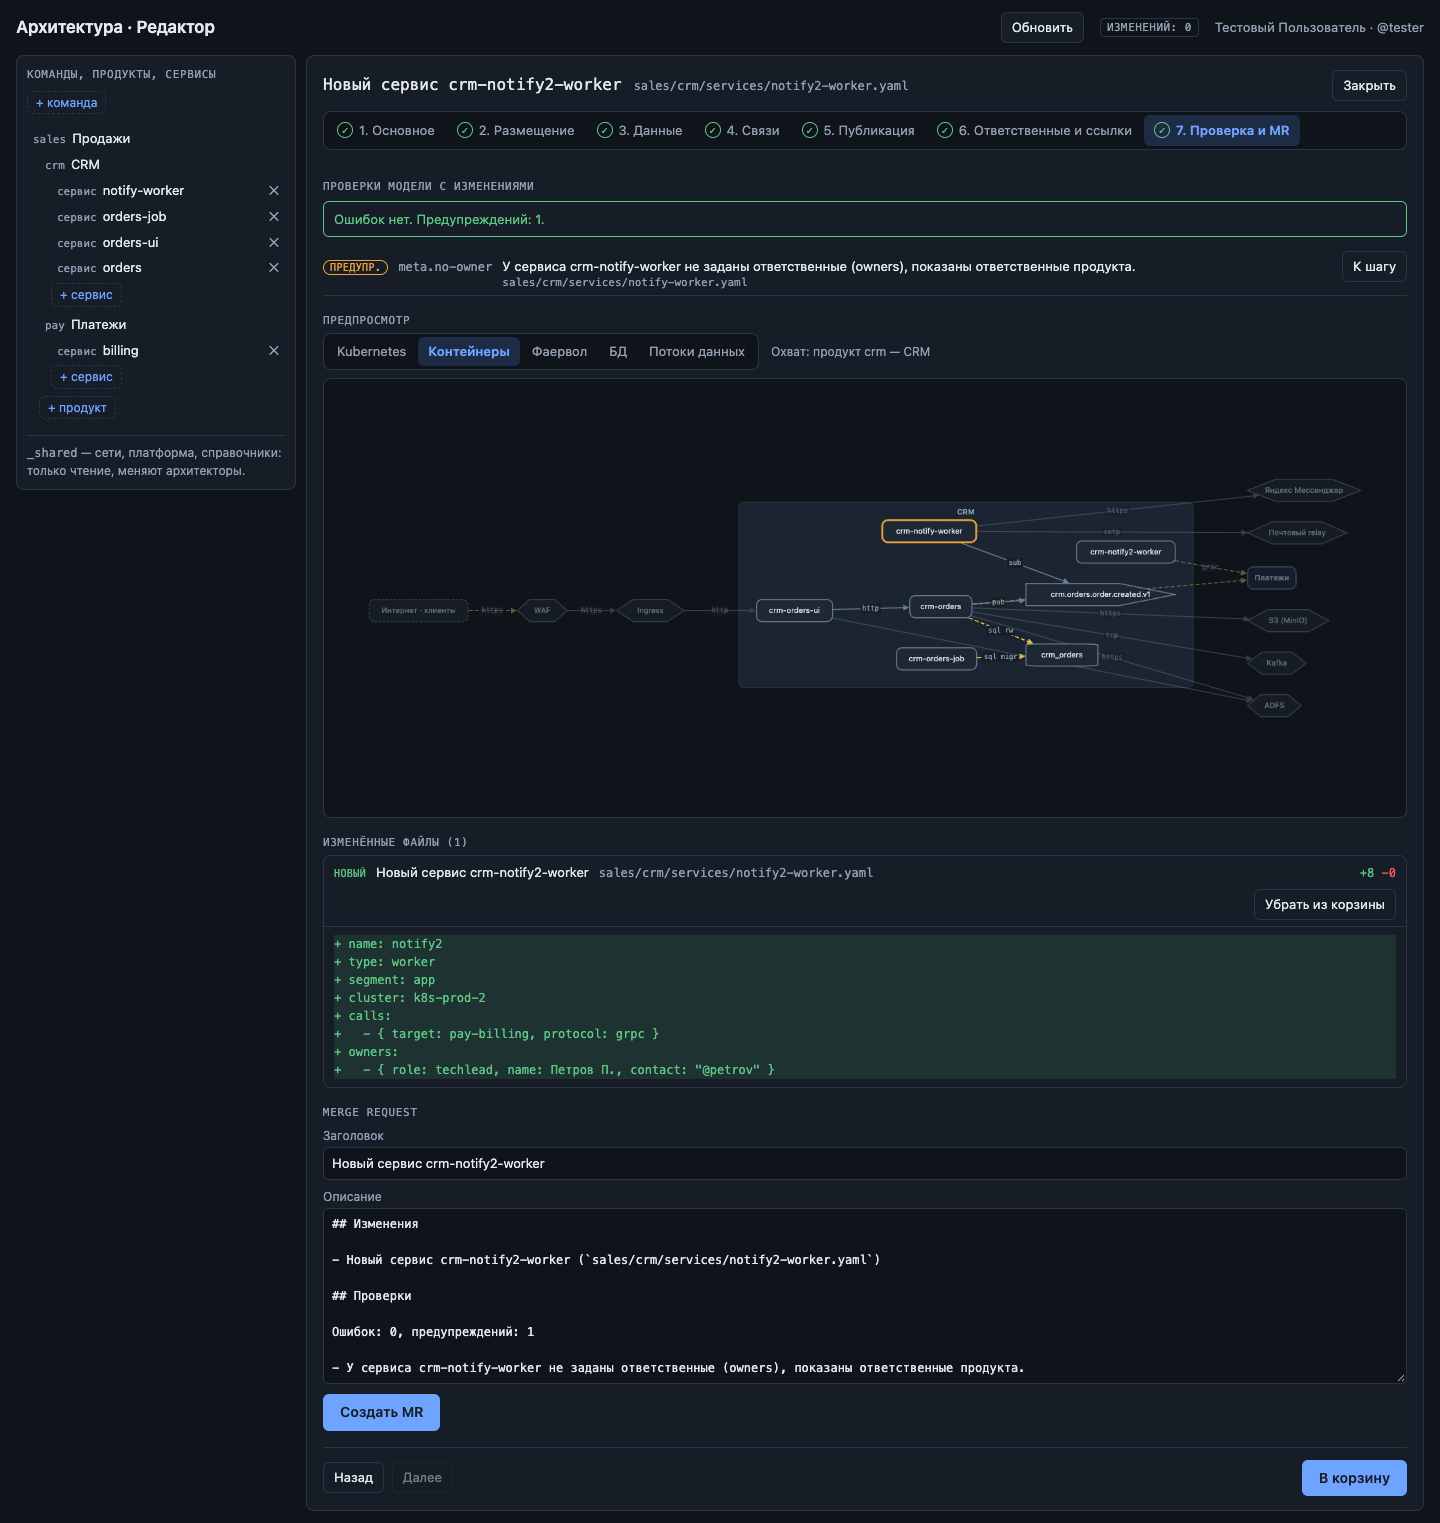 Архитектура · Редактор
Обновить
ИЗМЕНЕНИЙ: 0
Тестовый Пользователь · @tester
КОМАНДЫ, ПРОДУКТЫ, СЕРВИСЫ
+ команда
sales Продажи
crm CRM
сервис notify-worker
сервис orders-job
сервис orders-ui
сервис orders
+ сервис
pay Платежи
сервис billing
+ сервис
+ продукт
_shared — сети, платформа, справочники:
только чтение, меняют архитекторы.
Новый сервис crm-notify2-worker sales/crm/services/notify2-worker.yaml
Закрыть
1. Основное
2. Размещение
3. Данные
4. Связи
5. Публикация
6. Ответственные и ссылки
7. Проверка и MR
ПРОВЕРКИ МОДЕЛИ С ИЗМЕНЕНИЯМИ
Ошибок нет. Предупреждений: 1.
ПРЕДУПР. meta.no-owner У сервиса crm-notify-worker не заданы ответственные (owners), показаны ответственные продукта.
sales/crm/services/notify-worker.yaml
К шагу
ПРЕДПРОСМОТР
Kubernetes
Контейнеры
Фаервол
БД
Потоки данных
Охват: продукт crm — CRM
Яндекс Мессенджер
CRM
https
crm-notify-worker
smtp
Почтовый relay
crm-notify2-worker
sub
grpc
Платежи
crm.orders.order.created.v1
Интернет - клиенты
https
WAF
https
Ingress
http
crm-orders-ui
http
crm-orders
pub
https
S3 (MinIO)
sql rw
tcp
crm-orders-job
sql migr
crm_orders
https
Kafka
ADFS
ИЗМЕНЁННЫЕ ФАЙЛЫ (1)
НОВЫЙ Новый сервис crm-notify2-worker sales/crm/services/notify2-worker.yaml
+8 −0
Убрать из корзины
+ name: notify2
+ type: worker
+ segment: app
+ cluster: k8s-prod-2
+ calls:
+   - { target: pay-billing, protocol: grpc }
+ owners:
+   - { role: techlead, name: Петров П., contact: "@petrov" }
MERGE REQUEST
Заголовок
Новый сервис crm-notify2-worker
Описание
## Изменения
- Новый сервис crm-notify2-worker (`sales/crm/services/notify2-worker.yaml`)
## Проверки
Ошибок: 0, предупреждений: 1
- У сервиса crm-notify-worker не заданы ответственные (owners), показаны ответственные продукта.
Создать MR
Назад
Далее
В корзину